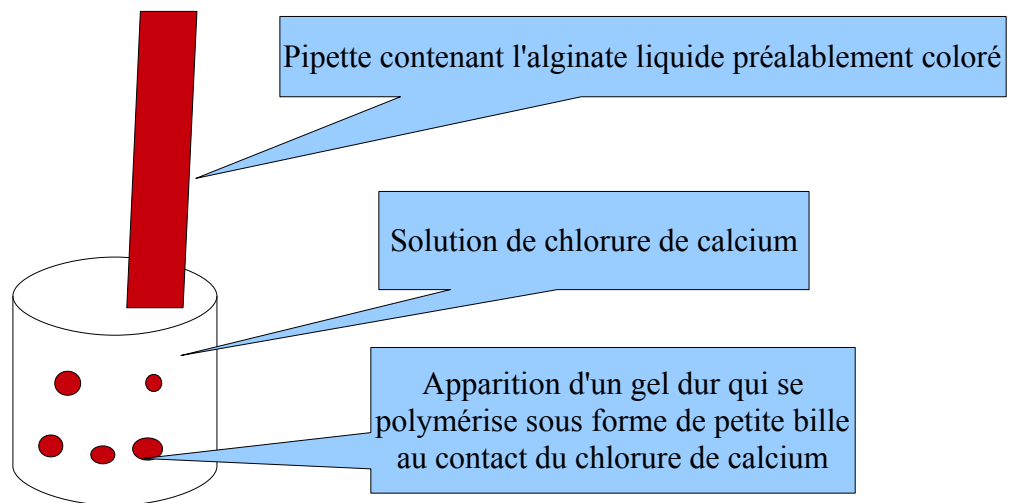 Pipette contenant l'alginate liquide préalablement coloré
Solution de chlorure de calcium
Apparition d'un gel dur qui se
polymérise sous forme de petite bille
au contact du chlorure de calcium